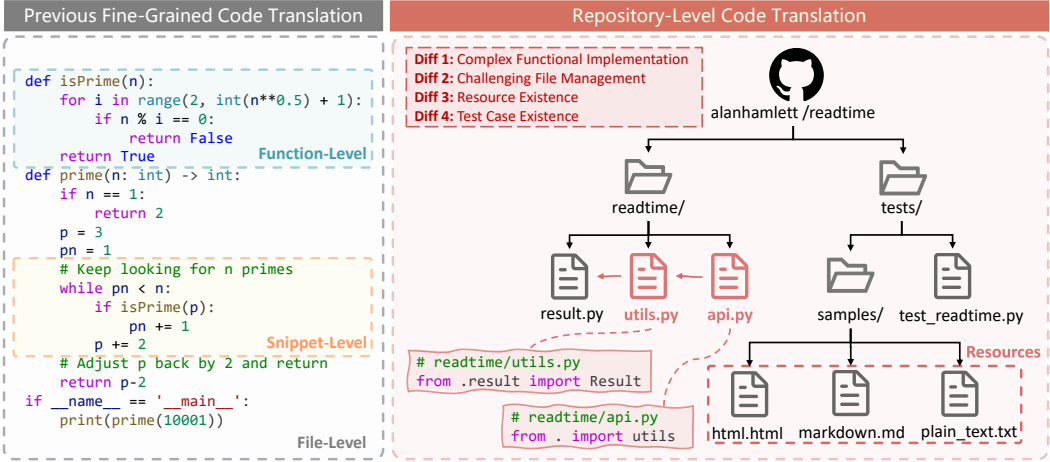 Previous Fine-Grained Code Translation
def isPrime(n):
    for i in range(2, int(n**0.5) + 1):
        if n % i == 0:
            return False
    return True
Function-Level
def prime(n: int) -> int:
    if n == 1:
        return 2
    p = 3
    pn = 1
    # Keep looking for n primes
    while pn < n:
        if isPrime(p):
            pn += 1
        p += 2
Snippet-Level
    # Adjust p back by 2 and return
    return p-2
if __name__ == '__main__':
    print(prime(10001))
File-Level
Repository-Level Code Translation
Diff 1: Complex Functional Implementation
Diff 2: Challenging File Management
Diff 3: Resource Existence
Diff 4: Test Case Existence
alanhamlett /readtime
readtime/
tests/
result.py
utils.py
api.py
samples/
test_readtime.py
# readtime/utils.py
from .result import Result
# readtime/api.py
from . import utils
Resources
html.html
markdown.md
plain_text.txt